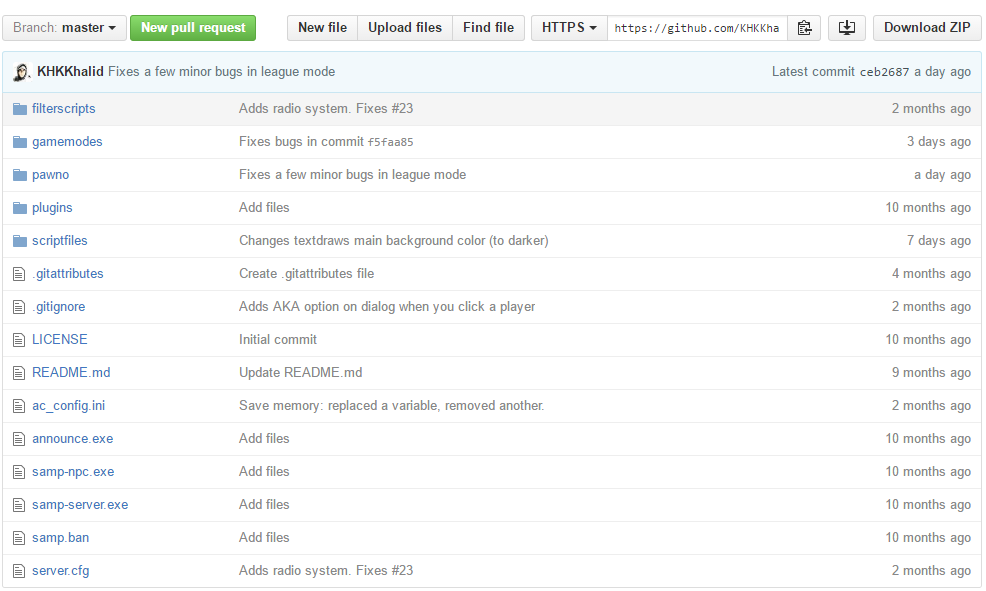 Branch: master New pull request New file Upload files Find file HTTPS https://github.com/KHKKha Download ZIP
KHKKhalid Fixes a few minor bugs in league mode Latest commit ceb2687 a day ago
filterscripts Adds radio system. Fixes #23 2 months ago
gamemodes Fixes bugs in commit f5faa85 3 days ago
pawno Fixes a few minor bugs in league mode a day ago
plugins Add files 10 months ago
scriptfiles Changes textdraws main background color (to darker) 7 days ago
.gitattributes Create .gitattributes file 4 months ago
.gitignore Adds AKA option on dialog when you click a player 2 months ago
LICENSE Initial commit 10 months ago
README.md Update README.md 9 months ago
ac_config.ini Save memory: replaced a variable, removed another. 2 months ago
announce.exe Add files 10 months ago
samp-npc.exe Add files 10 months ago
samp-server.exe Add files 10 months ago
samp.ban Add files 10 months ago
server.cfg Adds radio system. Fixes #23 2 months ago